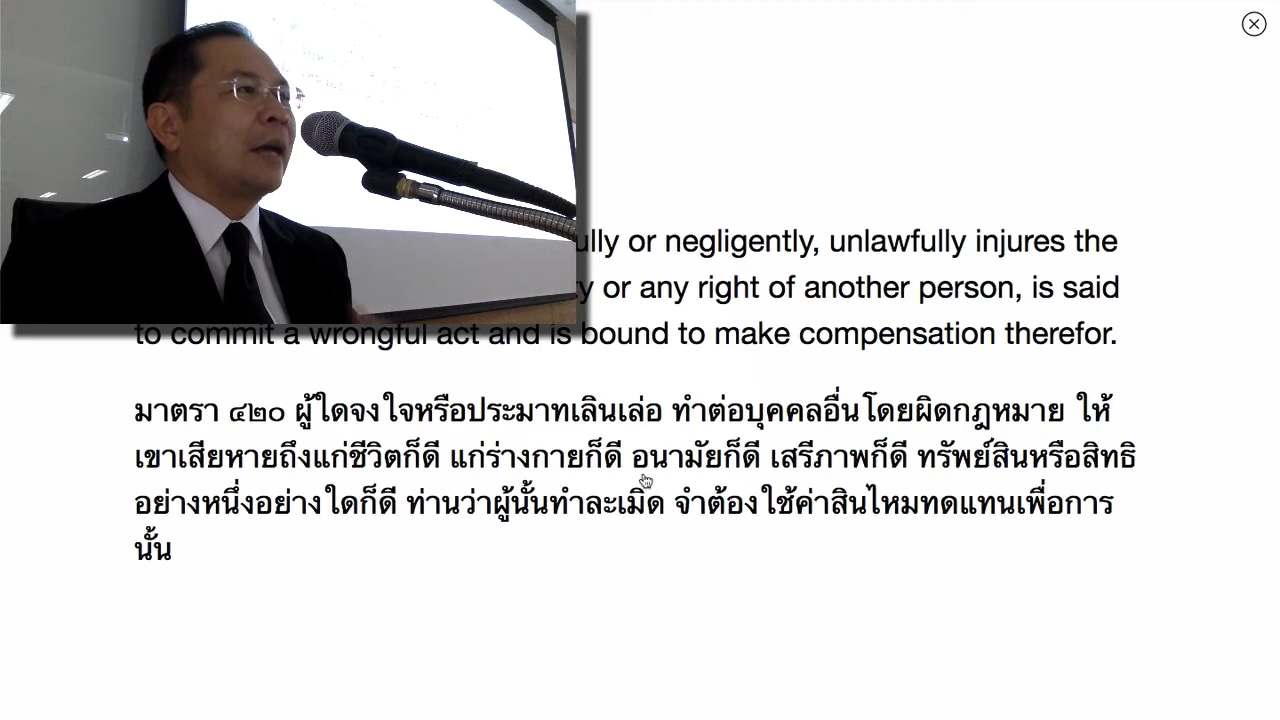 or negligently, unlawfully injures the
or any right of another person, is said
to commit a wrongful act and is bound to make compensation therefor.
มาตรา ๔๒๐ ผู้ใดจงใจหรือประมาทเลินเล่อ ทำต่อบุคคลอื่นโดยผิดกฎหมาย ให้
เขาเสียหายถึงแก่ชีวิตก็ดี แก่ร่างกายก็ดี อนามัยก็ดี เสรีภาพก็ดี ทรัพย์สินหรือสิทธิ
อย่างหนึ่งอย่างใดก็ดี ท่านว่าผู้นั้นทำละเมิด จำต้องใช้ค่าสินไหมทดแทนเพื่อการ
นั้น